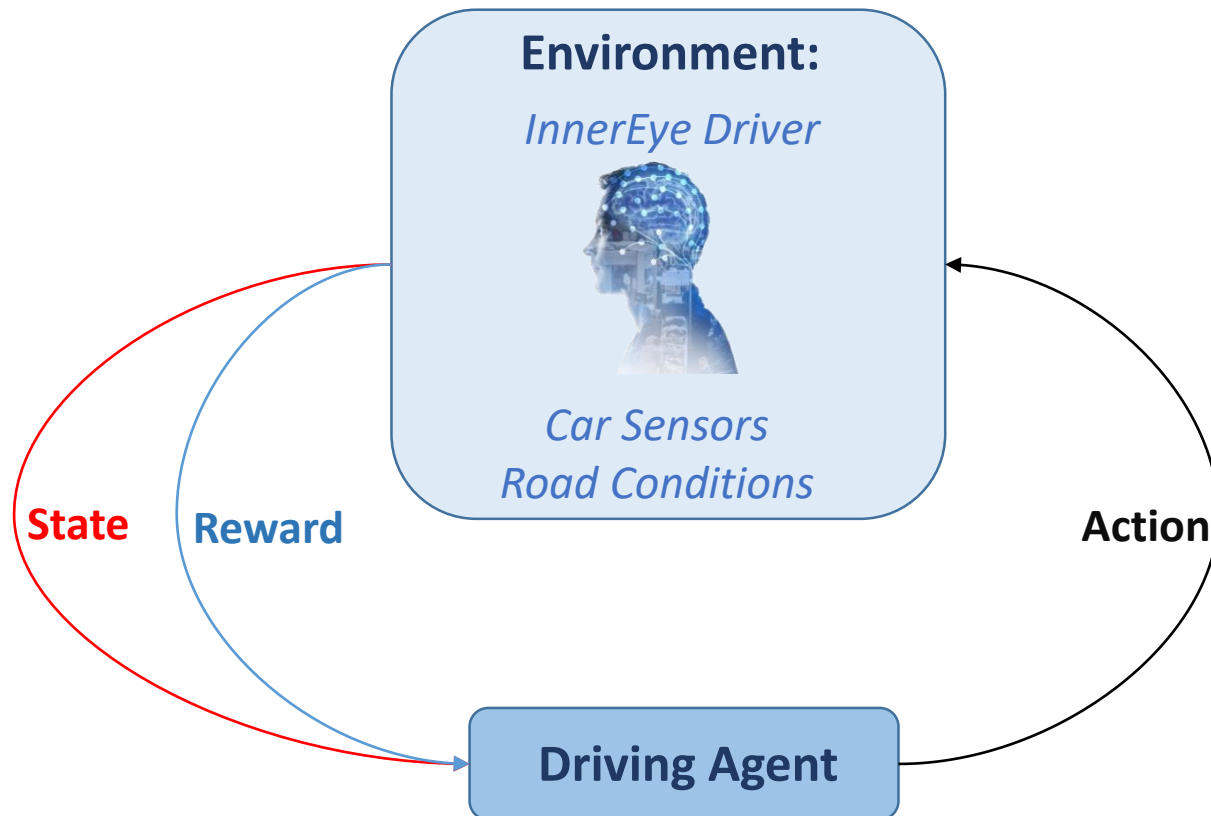 Environment:
InnerEye Driver
Car Sensors
Road Conditions
State
Reward
Action
Driving Agent